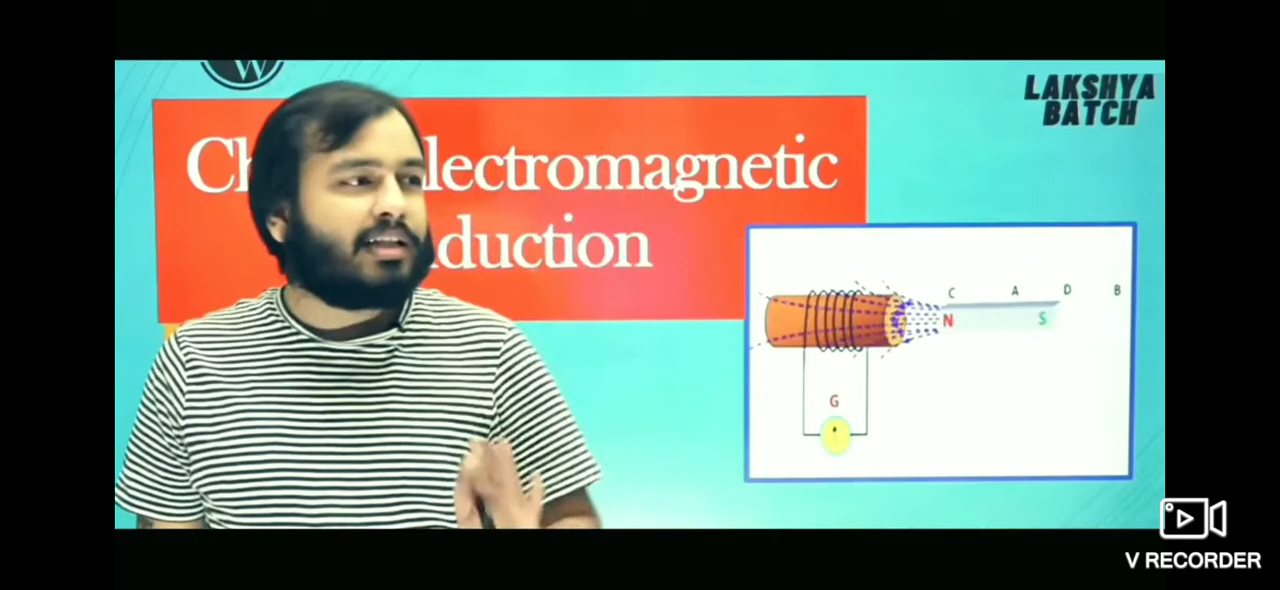 W
LAKSHYA
BATCH
Ch lectromagnetic
duction
C A D B
N S
G
V RECORDER